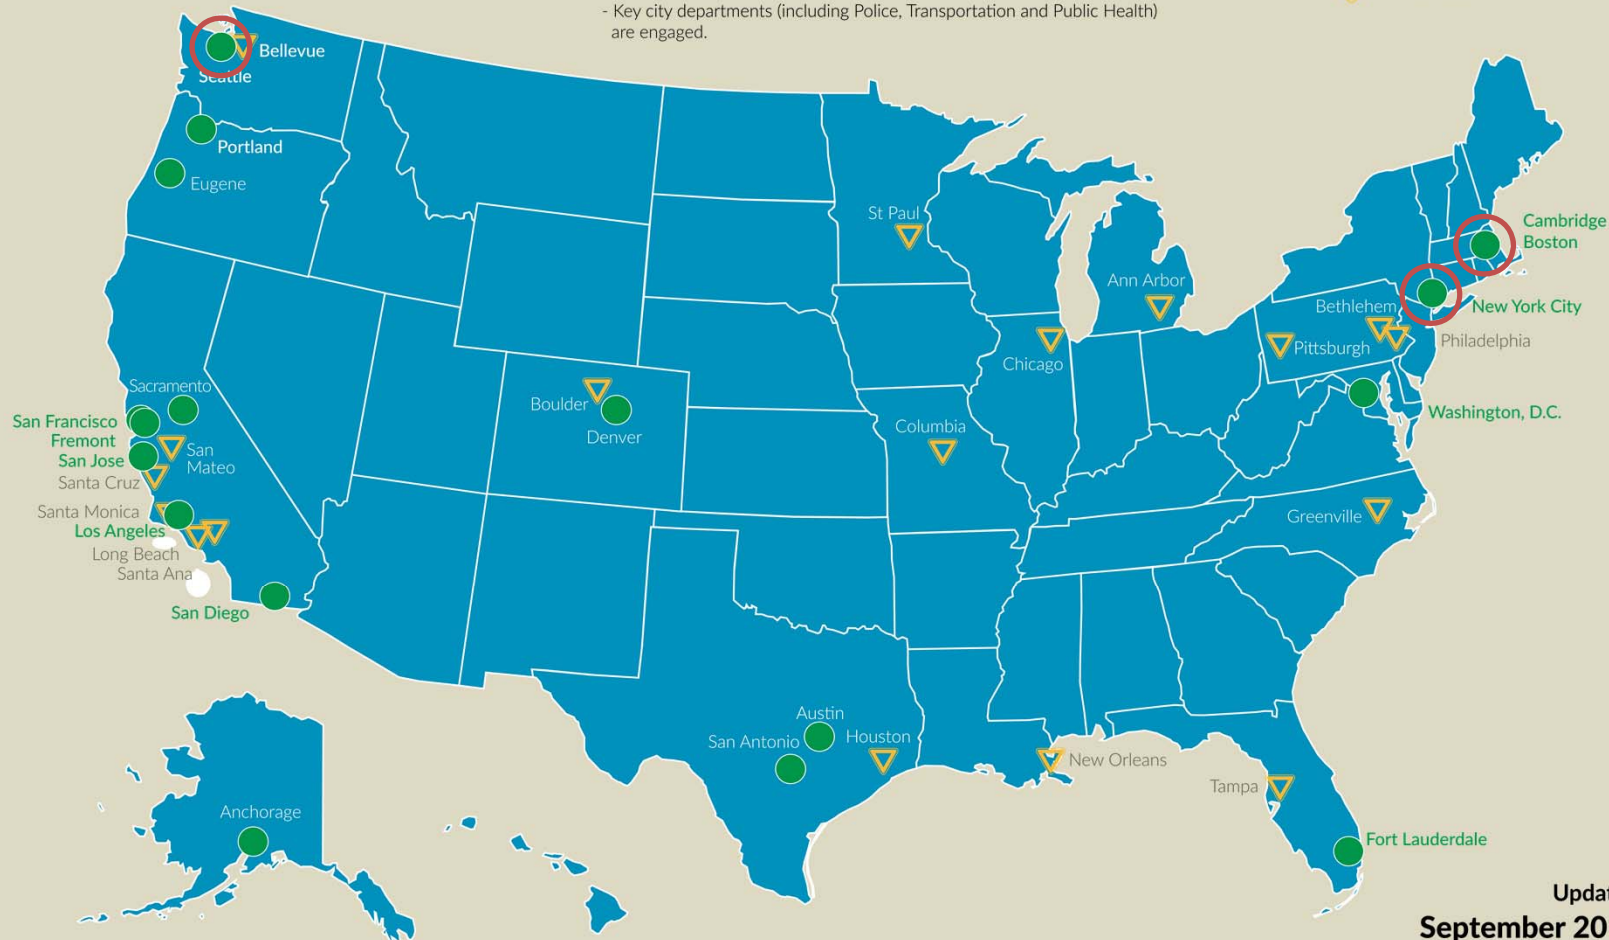 - Key city departments (including Police, Transportation and Public Health)
are engaged.
Bellevue
Seattle
Portland
Eugene
St Paul
Ann Arbor
Cambridge
Boston
Bethlehem
New York City
Pittsburgh
Philadelphia
Chicago
Washington, D.C.
Sacramento
San Francisco
Fremont
San Jose
San
Mateo
Santa Cruz
Santa Monica
Los Angeles
Long Beach
Santa Ana
San Diego
Boulder
Denver
Columbia
Greenville
Austin
San Antonio
Houston
New Orleans
Tampa
Fort Lauderdale
Anchorage
Updat
September 20